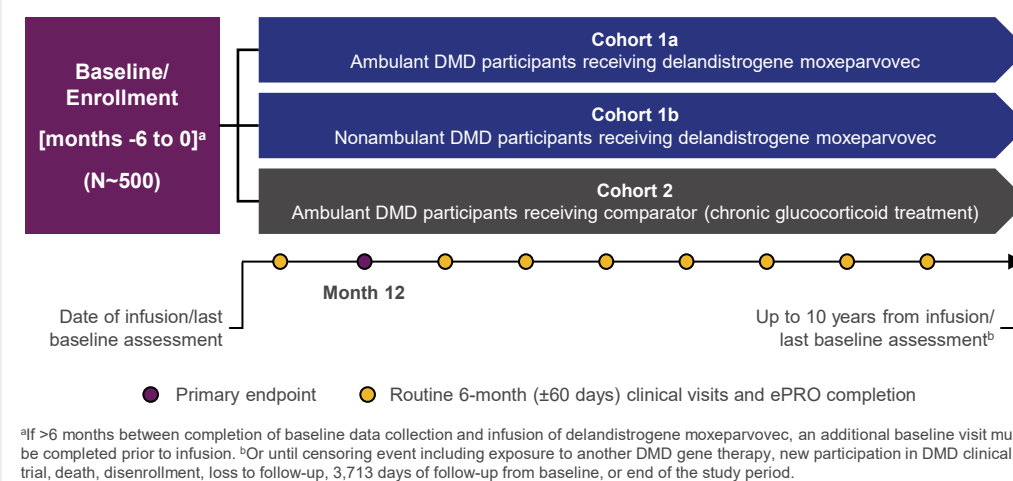 Baseline/
Enrollment
[months -6 to 0]ᵃ
(N~500)
Cohort 1a
Ambulant DMD participants receiving delandistrogene moxeparvovec
Cohort 1b
Nonambulant DMD participants receiving delandistrogene moxeparvovec
Cohort 2
Ambulant DMD participants receiving comparator (chronic glucocorticoid treatment)
Month 12
Date of infusion/last
baseline assessment
Up to 10 years from infusion/
last baseline assessmentᵇ
Primary endpoint
Routine 6-month (±60 days) clinical visits and ePRO completion
ᵃIf >6 months between completion of baseline data collection and infusion of delandistrogene moxeparvovec, an additional baseline visit mu
be completed prior to infusion. ᵇOr until censoring event including exposure to another DMD gene therapy, new participation in DMD clinical
trial, death, disenrollment, loss to follow-up, 3,713 days of follow-up from baseline, or end of the study period.